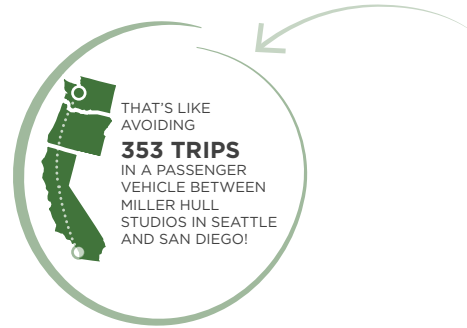 THAT'S LIKE
AVOIDING
353 TRIPS
IN A PASSENGER
VEHICLE BETWEEN
MILLER HULL
STUDIOS IN SEATTLE
AND SAN DIEGO!